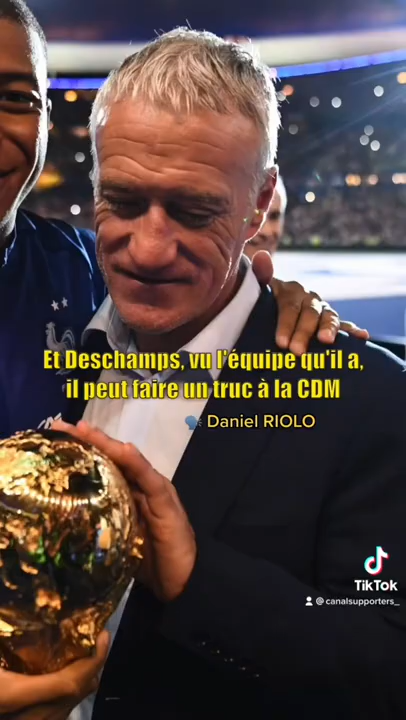 Et Deschamps, vu l'équipe qu'il a,
il peut faire un truc à la CDM
Daniel RIOLO
TikTok
@canalsupporters_